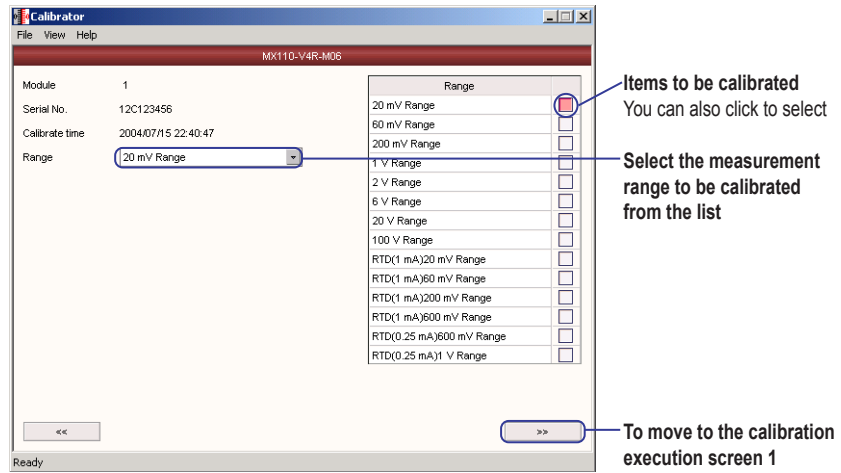 Calibrator
File View Help
MX110-V4R-M06
Module 1
Serial No. 12C123456
Calibrate time 2004/07/15 22:40:47
Range 20 mV Range
Range
20 mV Range
60 mV Range
200 mV Range
1 V Range
2 V Range
6 V Range
20 V Range
100 V Range
RTD(1 mA)20 mV Range
RTD(1 mA)60 mV Range
RTD(1 mA)200 mV Range
RTD(1 mA)600 mV Range
RTD(0.25 mA)600 mV Range
RTD(0.25 mA)1 V Range
<<
>>
Ready
Items to be calibrated
You can also click to select
Select the measurement
range to be calibrated
from the list
To move to the calibration
execution screen 1